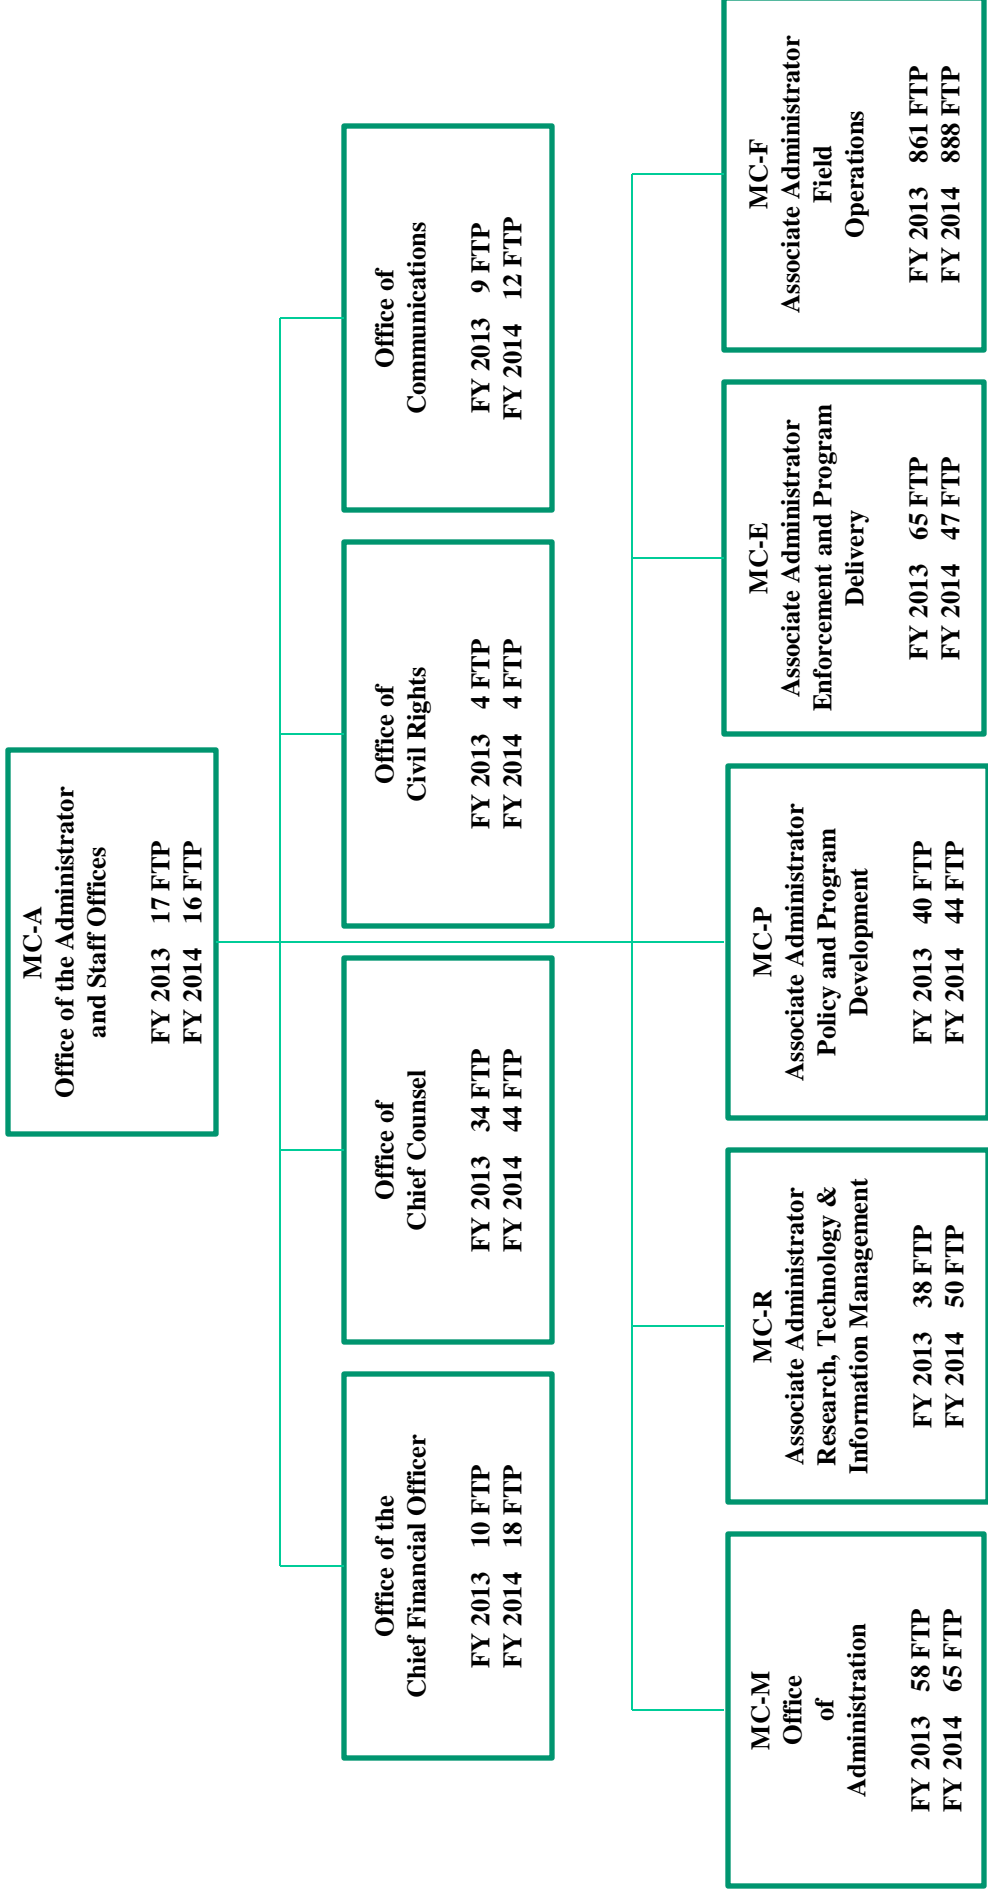 MC-A
Office of the Administrator
and Staff Offices
FY 2013 17 FTP
FY 2014 16 FTP
Office of the
Chief Financial Officer
FY 2013 10 FTP
FY 2014 18 FTP
Office of
Chief Counsel
FY 2013 34 FTP
FY 2014 44 FTP
Office of
Civil Rights
FY 2013 4 FTP
FY 2014 4 FTP
Office of
Communications
FY 2013 9 FTP
FY 2014 12 FTP
MC-M
Office
of
Administration
FY 2013 58 FTP
FY 2014 65 FTP
MC-R
Associate Administrator
Research, Technology &
Information Management
FY 2013 38 FTP
FY 2014 50 FTP
MC-P
Associate Administrator
Policy and Program
Development
FY 2013 40 FTP
FY 2014 44 FTP
MC-E
Associate Administrator
Enforcement and Program
Delivery
FY 2013 65 FTP
FY 2014 47 FTP
MC-F
Associate Administrator
Field
Operations
FY 2013 861 FTP
FY 2014 888 FTP